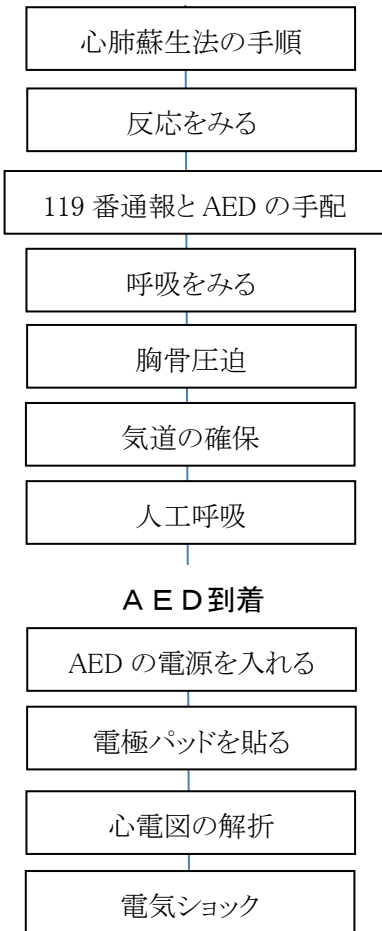 心肺蘇生法の手順
反応をみる
119 番通報と AED の手配
呼吸をみる
胸骨圧迫
気道の確保
人工呼吸
ＡＥＤ到着
AED の電源を入れる
電極パッドを貼る
心電図の解折
電気ショック